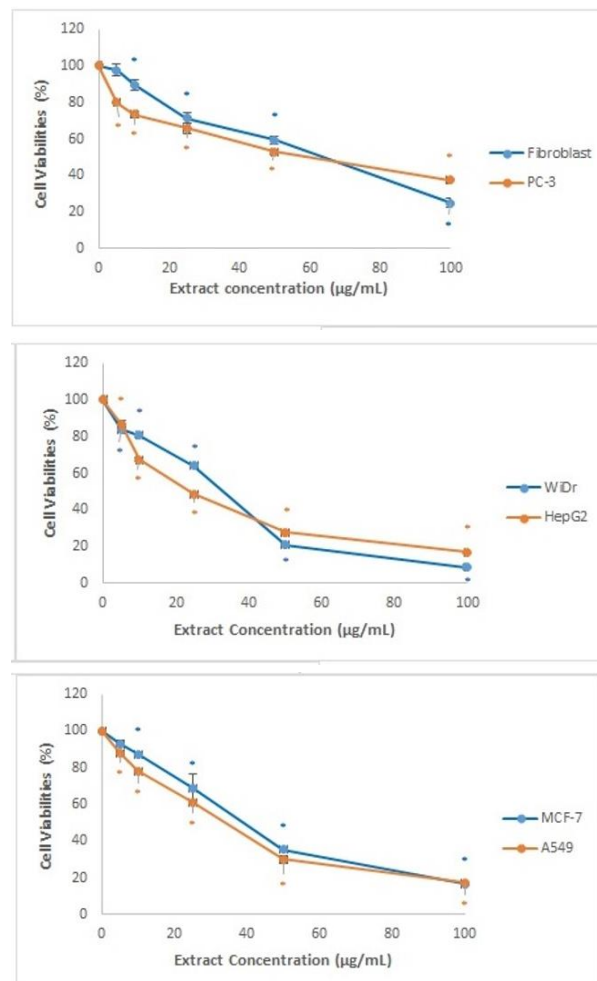 120
100
80
60
40
20
0
Cell Viabilities (%)
0 20 40 60 80 100
Extract concentration (µg/mL)
Fibroblast
PC-3
120
100
80
60
40
20
0
Cell Viabilities (%)
0 20 40 60 80 100
Extract Concentration (µg/mL)
WiDr
HepG2
120
100
80
60
40
20
0
Cell Viabilities (%)
0 20 40 60 80 100
Extract Concentration (µg/mL)
MCF-7
A549